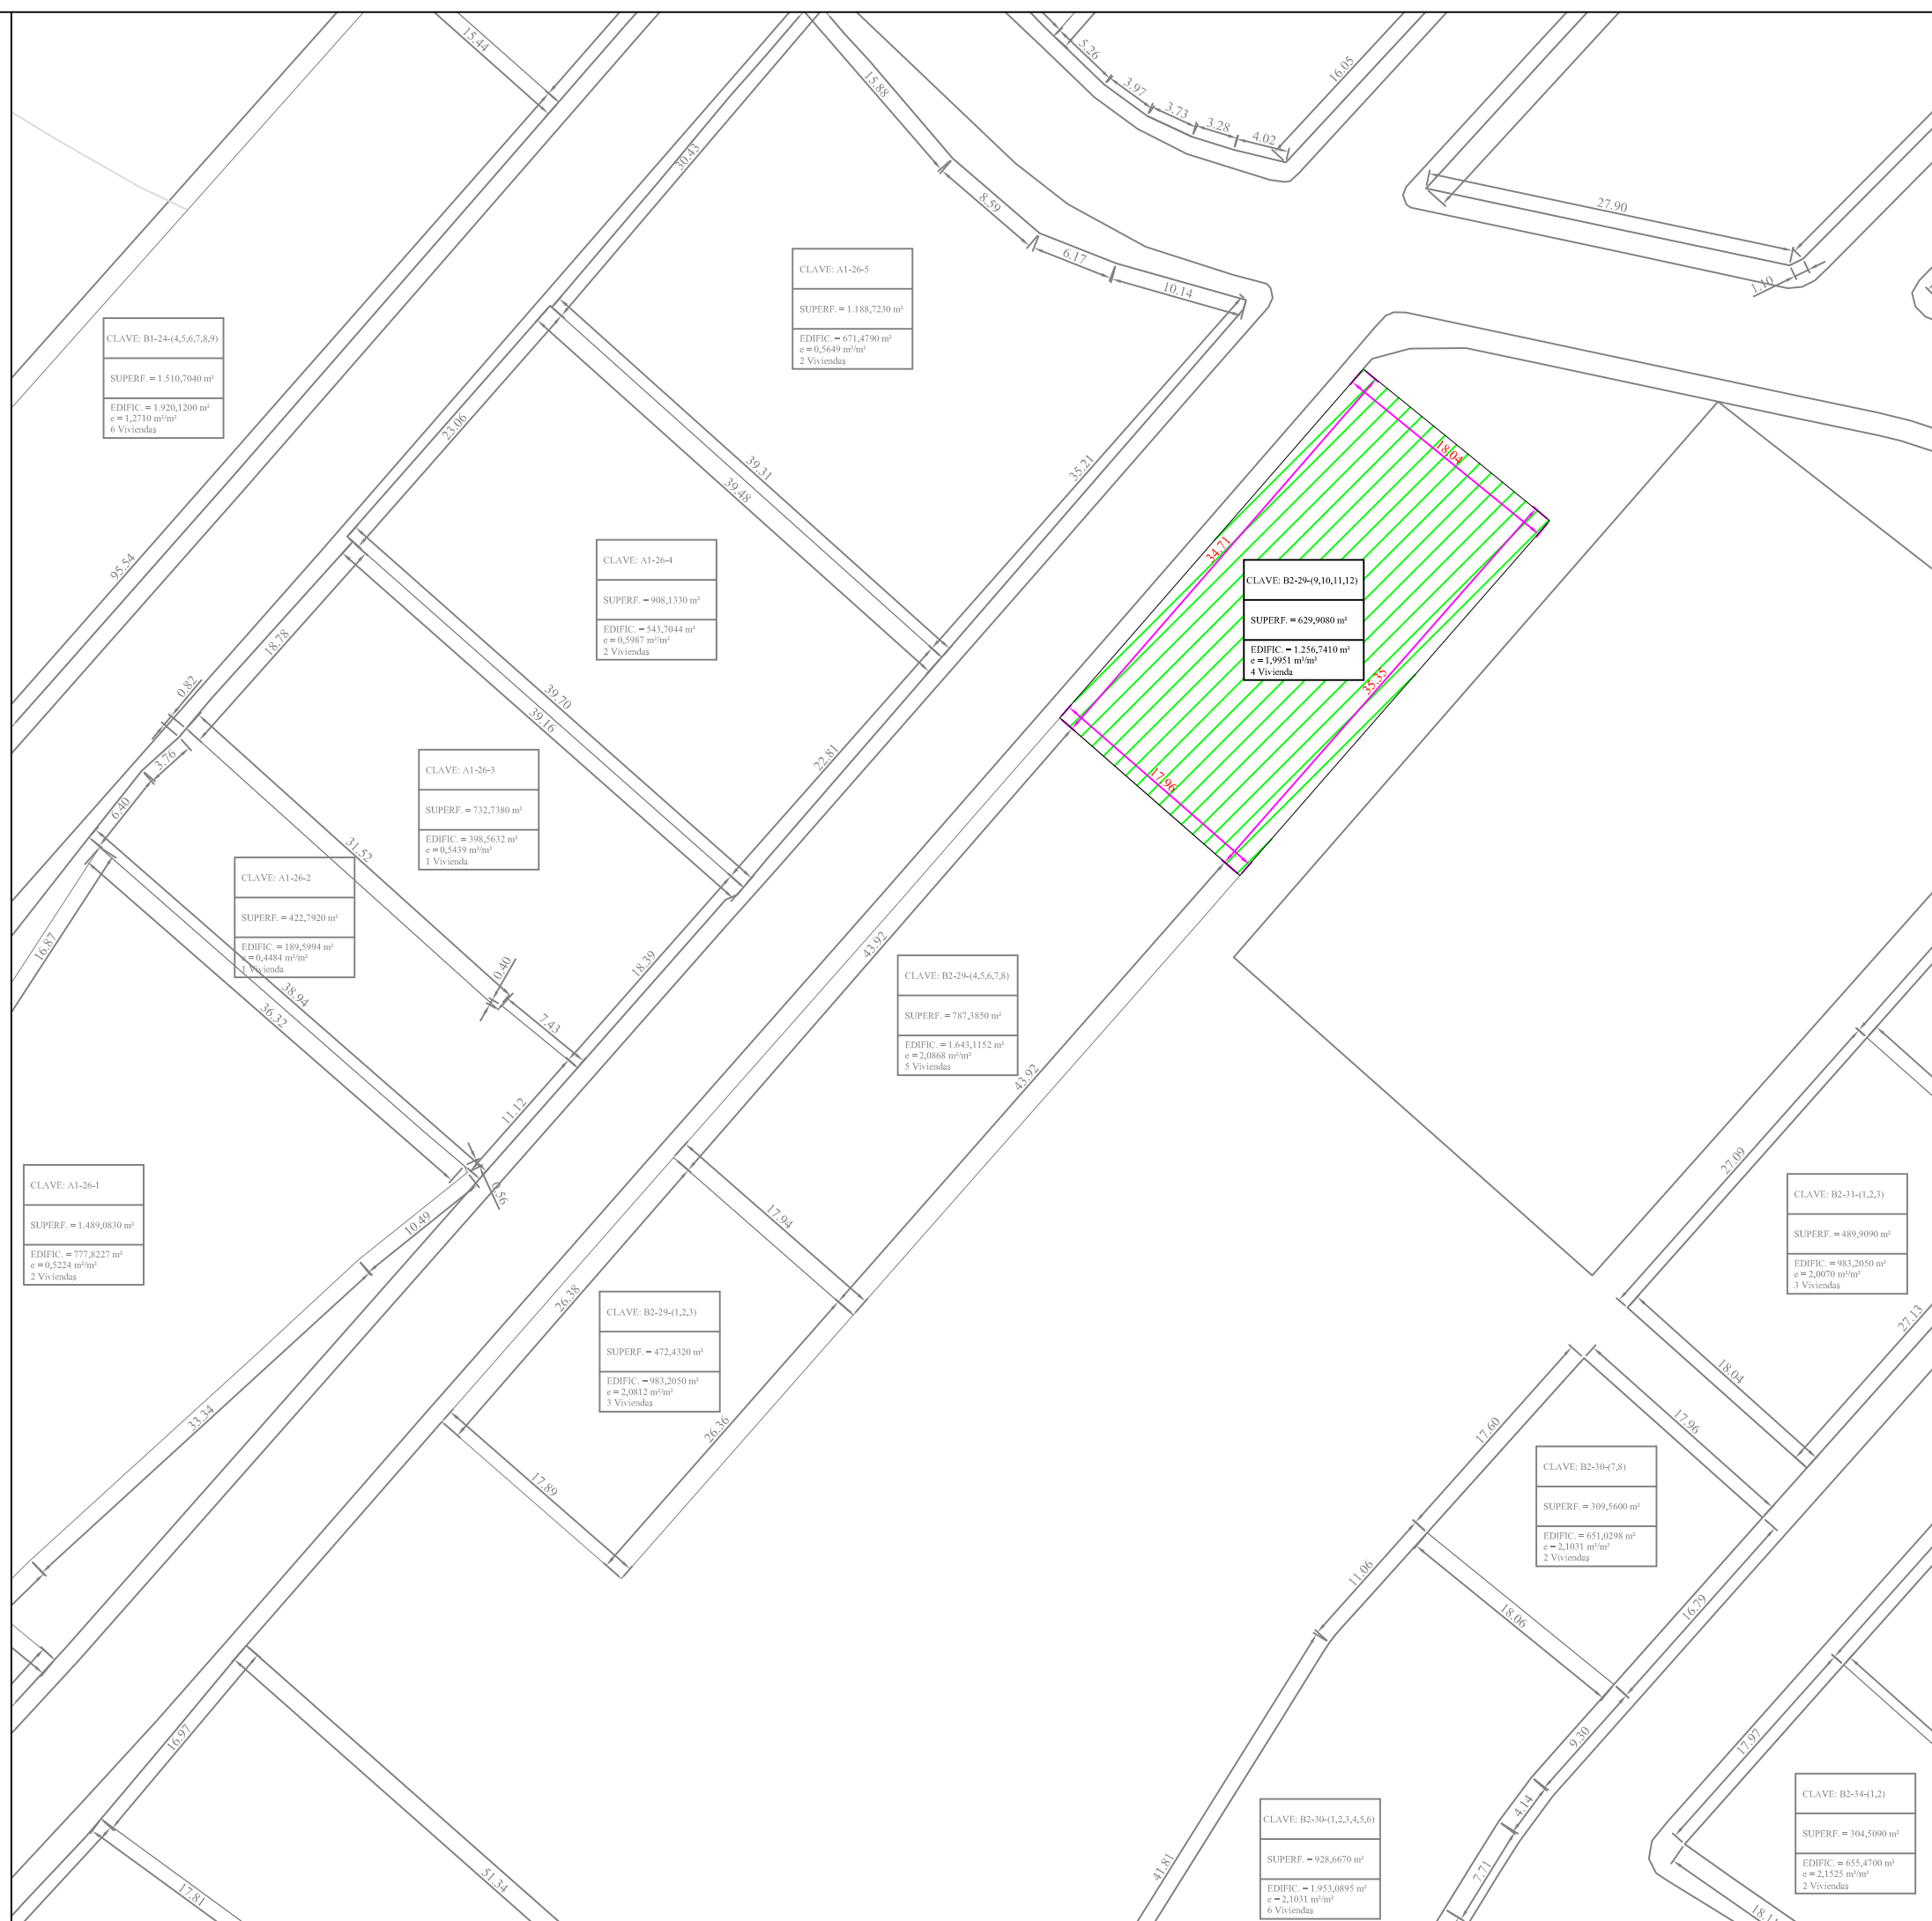 15.44
15.88
5.26
3.97
3.73
3.28
4.02
16.05
27.90
1.10
30.43
8.59
6.17
10.14
CLAVE: A1-26-5
SUPERF. = 1.188,7230 m²
EDIFIC. = 671,4790 m²
e = 0,5649 m²/m²
2 Viviendas
CLAVE: B1-24-(4,5,6,7,8,9)
SUPERF. = 1.510,7040 m²
EDIFIC. = 1.920,1200 m²
e = 1,2710 m²/m²
6 Viviendas
23.06
39.31
39.48
35.21
18.04
34.71
CLAVE: B2-29-(9,10,11,12)
SUPERF. = 629,9080 m²
EDIFIC. = 1.256,7410 m²
e = 1,9951 m²/m²
4 Vivienda
35.35
17.96
95.54
CLAVE: A1-26-4
SUPERF. = 908,1330 m²
EDIFIC. = 543,7044 m²
e = 0,5987 m²/m²
2 Viviendas
18.78
0.82
3.76
6.40
39.70
39.16
22.81
CLAVE: A1-26-3
SUPERF. = 732,7380 m²
EDIFIC. = 398,5632 m²
e = 0,5439 m²/m²
1 Vivienda
31.52
CLAVE: A1-26-2
SUPERF. = 422,7920 m²
EDIFIC. = 189,5994 m²
e = 0,4484 m²/m²
1 Vivienda
16.87
38.94
36.32
0.40
7.43
18.39
43.92
CLAVE: B2-29-(4,5,6,7,8)
SUPERF. = 787,3850 m²
EDIFIC. = 1.643,1152 m²
e = 2,0868 m²/m²
5 Viviendas
43.92
11.12
0.56
10.49
CLAVE: A1-26-1
SUPERF. = 1.489,0830 m²
EDIFIC. = 777,8227 m²
e = 0,5224 m²/m²
2 Viviendas
17.94
26.38
CLAVE: B2-29-(1,2,3)
SUPERF. = 472,4320 m²
EDIFIC. = 983,2050 m²
e = 2,0812 m²/m²
3 Viviendas
33.34
26.36
17.89
27.09
CLAVE: B2-31-(1,2,3)
SUPERF. = 489,9090 m²
EDIFIC. = 983,2050 m²
e = 2,0070 m²/m²
3 Viviendas
27.13
18.04
17.60
17.96
CLAVE: B2-30-(7,8)
SUPERF. = 309,5600 m²
EDIFIC. = 651,0298 m²
e = 2,1031 m²/m²
2 Viviendas
11.06
18.06
16.79
16.97
9.30
17.97
4.14
CLAVE: B2-34-(1,2)
SUPERF. = 304,5090 m²
EDIFIC. = 655,4700 m²
e = 2,1525 m²/m²
2 Viviendas
CLAVE: B2-30-(1,2,3,4,5,6)
SUPERF. = 928,6670 m²
EDIFIC. = 1.953,0895 m²
e = 2,1031 m²/m²
6 Viviendas
41.81
7.71
51.34
17.81